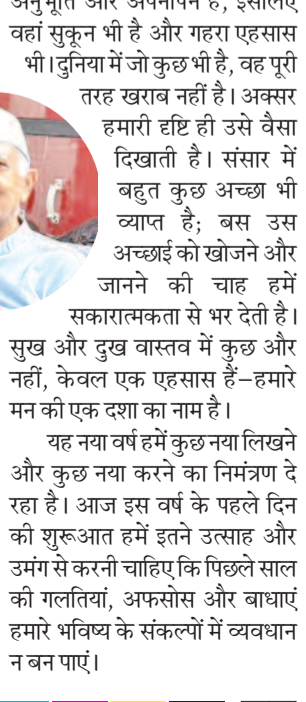 अनुभूति और अपनापन है, इसलिए
वहां सुकून भी है और गहरा एहसास
भी। दुनिया में जो कुछ भी है, वह पूरी
तरह खराब नहीं है। अक्सर
हमारी दृष्टि ही उसे वैसा
दिखाती है। संसार में
बहुत कुछ अच्छा भी
व्याप्त है; बस उस
अच्छाई को खोजने और
जानने की चाह हमें
सकारात्मकता से भर देती है।
सुख और दुख वास्तव में कुछ और
नहीं, केवल एक एहसास हैं–हमारे
मन की एक दशा का नाम है।
यह नया वर्ष हमें कुछ नया लिखने
और कुछ नया करने का निमंत्रण दे
रहा है। आज इस वर्ष के पहले दिन
की शुरूआत हमें इतने उत्साह और
उमंग से करनी चाहिए कि पिछले साल
की गलतियां, अफसोस और बाधाएं
हमारे भविष्य के संकल्पों में व्यवधान
न बन पाएं।